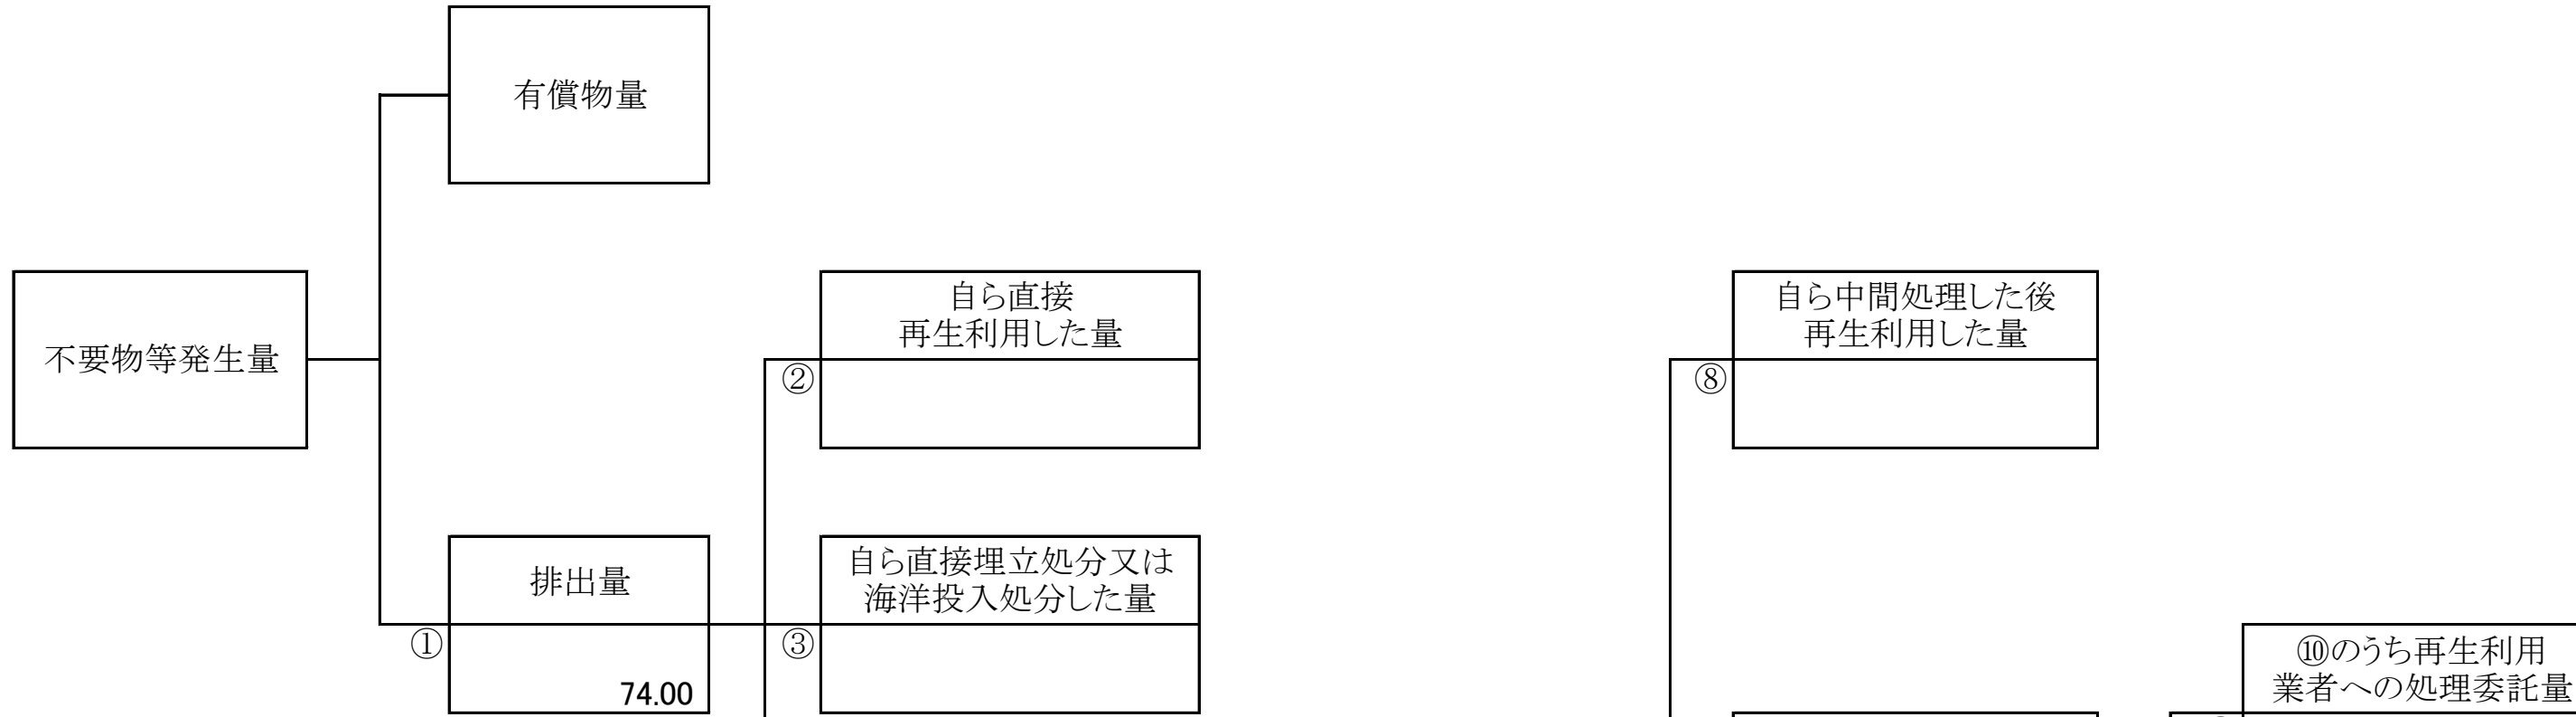 有償物量
不要物等発生量
自ら直接
再生利用した量
②
自ら中間処理した後
再生利用した量
⑧
排出量
①
74.00
自ら直接埋立処分又は
海洋投入処分した量
③
⑩のうち再生利用
業者への処理委託量